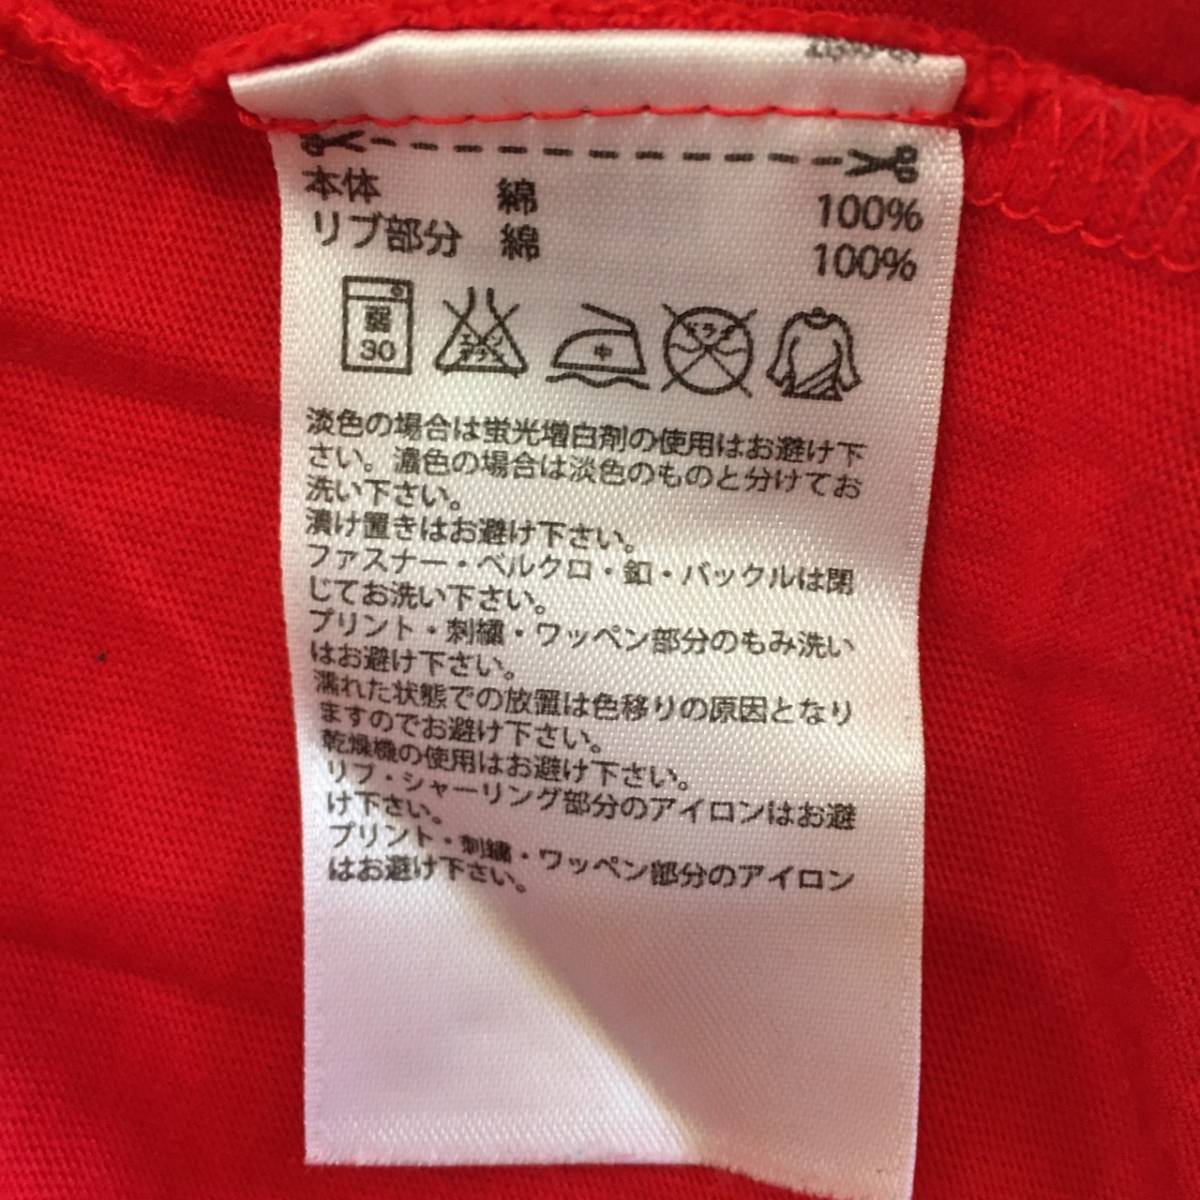 本体 綿 100%
リブ部分 綿 100%
弱 30 エンソ サラシ 中 ドライ
淡色の場合は蛍光増白剤の使用はお避け下
さい。濃色の場合は淡色のものと分けてお
洗い下さい。
漬け置きはお避け下さい。
ファスナー・ベルクロ・釦・バックルは閉
じてお洗い下さい。
プリント・刺繍・ワッペン部分のもみ洗い
はお避け下さい。
濡れた状態での放置は色移りの原因となり
ますのでお避け下さい。
乾燥機の使用はお避け下さい。
リブ・シャーリング部分のアイロンはお避
け下さい。
プリント・刺繍・ワッペン部分のアイロン
はお避け下さい。